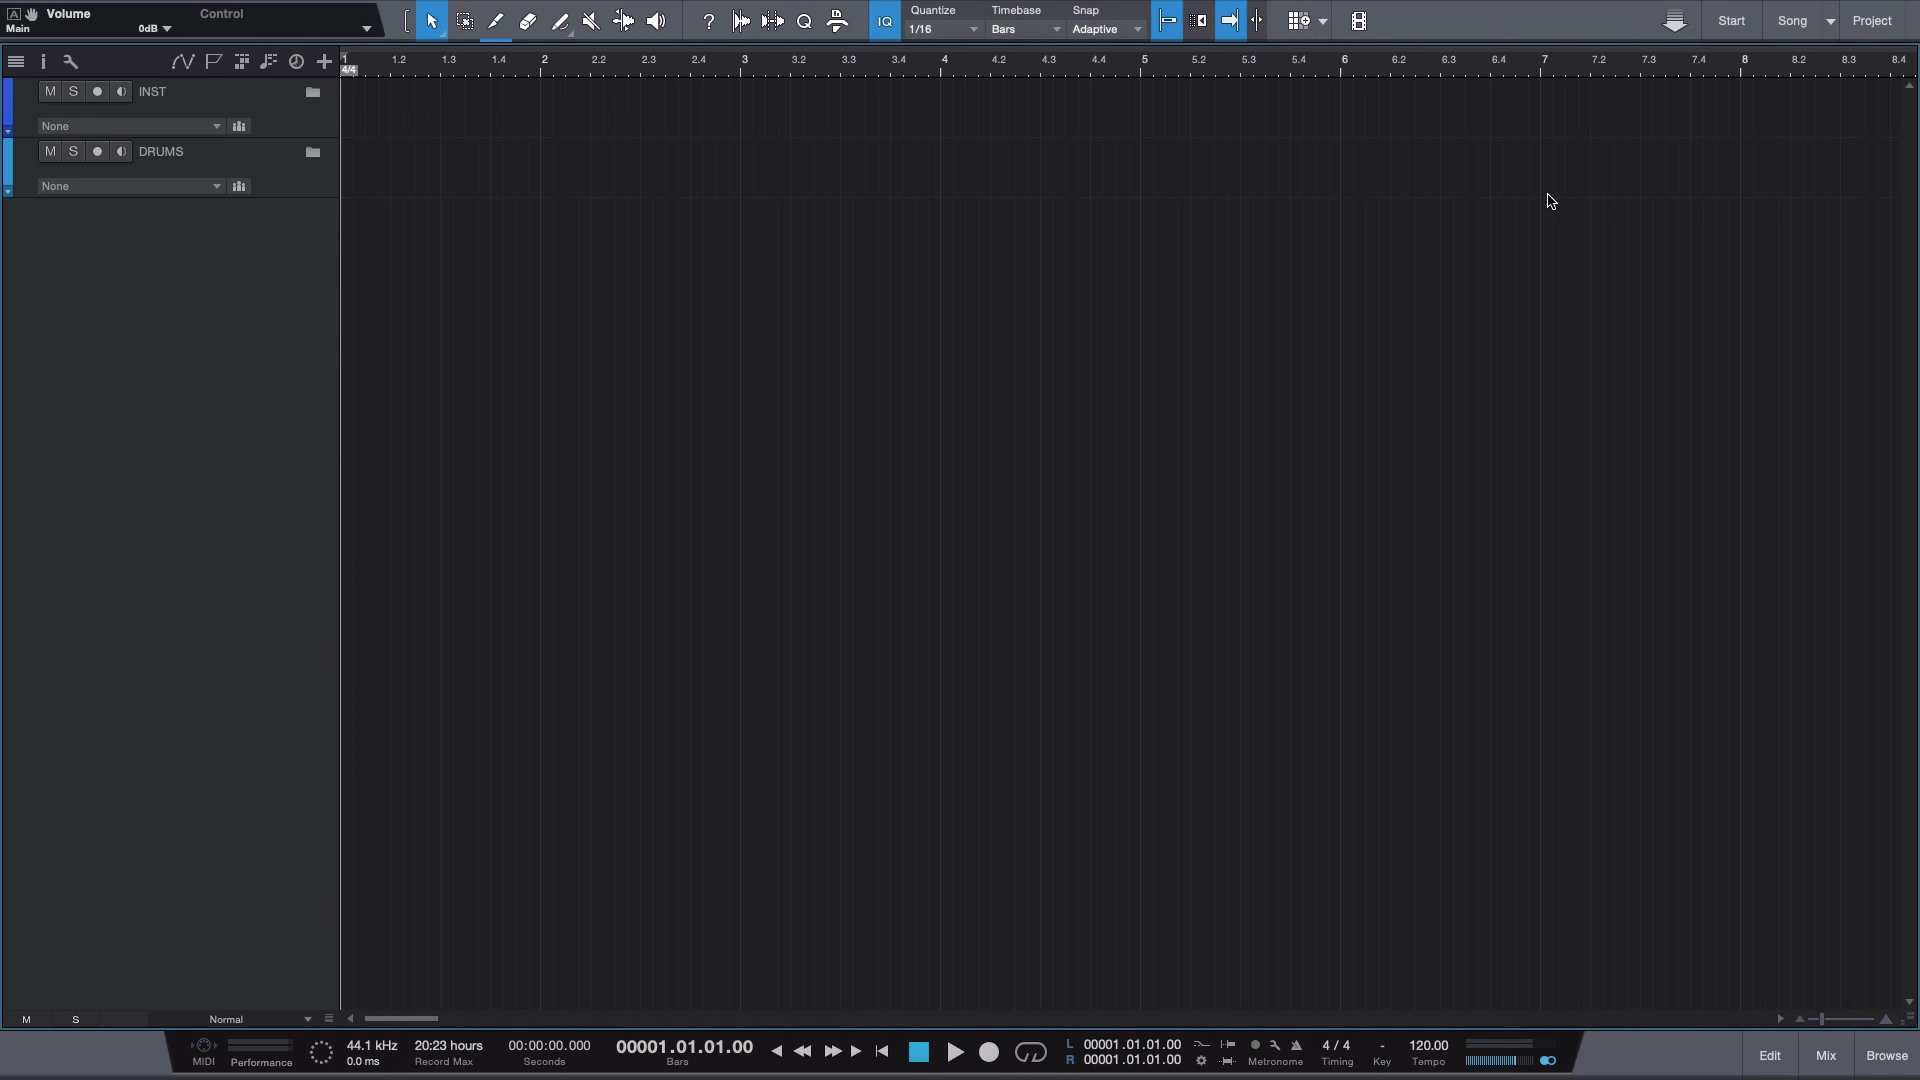 Volume
Control
Main
0dB
IQ
Quantize
Timebase
Snap
1/16
Bars
Adaptive
Start
Song
Project
1
1.2
1.3
1.4
2
2.2
2.3
2.4
3
3.2
3.3
3.4
4
4.2
4.3
4.4
5
5.2
5.3
5.4
6
6.2
6.3
6.4
7
7.2
7.3
7.4
8
8.2
8.3
8.4
4/4
M S INST
None
M S DRUMS
None
M S Normal
MIDI
Performance
44.1 kHz
0.0 ms
20:23 hours
Record Max
00:00:00.000
Seconds
00001.01.01.00
Bars
L 00001.01.01.00
R 00001.01.01.00
Metronome
4 / 4
Timing
-
Key
120.00
Tempo
Edit
Mix
Browse